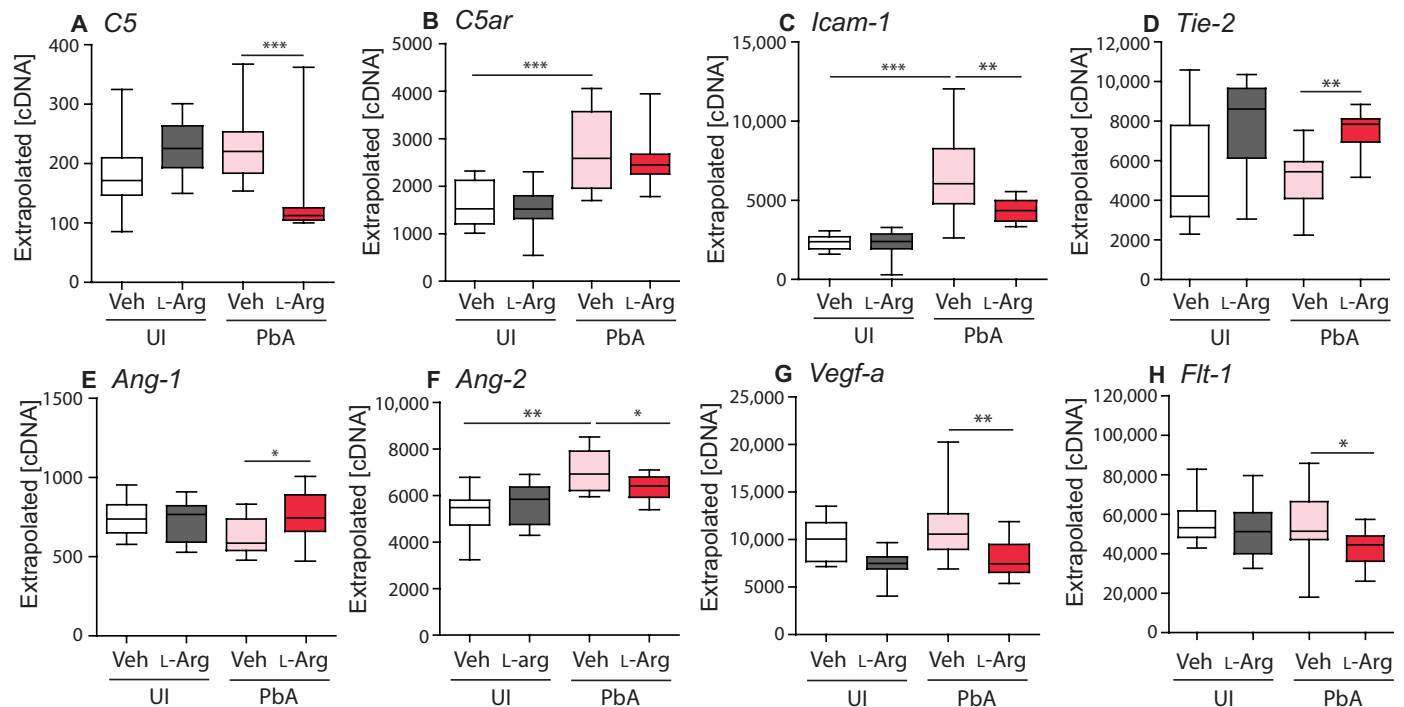 A C5
Extrapolated [cDNA]
400
300
200
100
0
***
Veh L-Arg Veh L-Arg
UI PbA
B C5ar
Extrapolated [cDNA]
5000
4000
3000
2000
1000
0
***
Veh L-Arg Veh L-Arg
UI PbA
C Icam-1
Extrapolated [cDNA]
15,000
10,000
5000
0
*** **
Veh L-Arg Veh L-Arg
UI PbA
D Tie-2
Extrapolated [cDNA]
12,000
10,000
8000
6000
4000
2000
0
**
Veh L-Arg Veh L-Arg
UI PbA
E Ang-1
Extrapolated [cDNA]
1500
1000
500
0
*
Veh L-Arg Veh L-Arg
UI PbA
F Ang-2
Extrapolated [cDNA]
10,000
8000
6000
4000
2000
0
** *
Veh L-arg Veh L-Arg
UI PbA
G Vegf-a
Extrapolated [cDNA]
25,000
20,000
15,000
10,000
5000
0
**
Veh L-Arg Veh L-Arg
UI PbA
H Flt-1
Extrapolated [cDNA]
120,000
100,000
80,000
60,000
40,000
20,000
0
*
Veh L-Arg Veh L-Arg
UI PbA